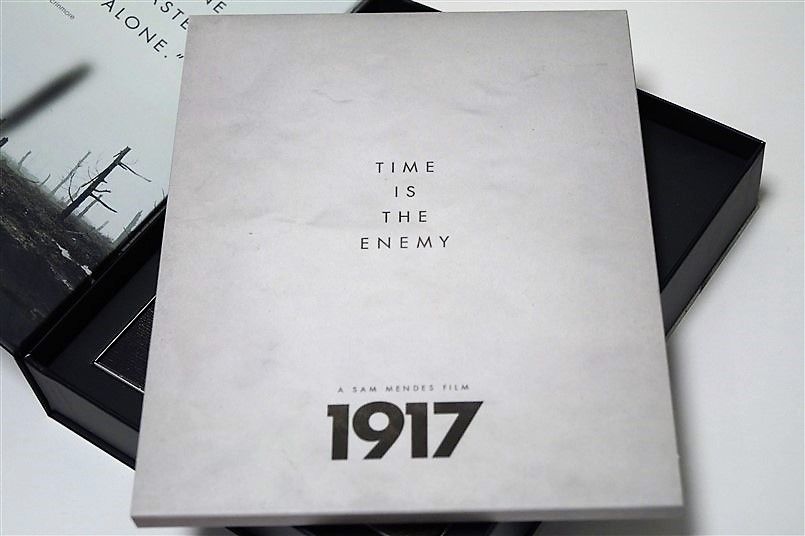 ALONE."
TIME
IS
THE
ENEMY
A SAM MENDES FILM
1917